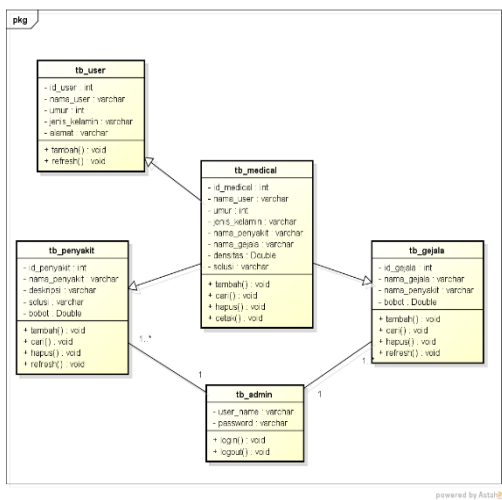 pkg
tb_user
- id_user : int
- nama_user : varchar
- umur : int
- jenis_kelamin : varchar
- alamat : varchar
+ tambah() : void
+ refresh() : void
tb_medical
- id_medical : int
- nama_user : varchar
- umur : int
- jenis_kelamin : varchar
- nama_penyakit : varchar
- nama_gejala : varchar
- densitas : Double
- solusi : varchar
+ tambah() : void
+ cari() : void
+ hapus() : void
+ cetak() : void
tb_penyakit
- id_penyakit : int
- nama_penyakit : varchar
- deskripsi : varchar
- solusi : varchar
- bobot : Double
+ tambah() : void
+ cari() : void
+ hapus() : void
+ refresh() : void
tb_gejala
- id_gejala : int
- nama_gejala : varchar
- nama_penyakit : varchar
- bobot : Double
+ tambah() : void
+ cari() : void
+ hapus() : void
+ refresh() : void
1..*
1
1
tb_admin
- user_name : varchar
- password : varchar
+ login() : void
+ logout() : void
powered by Astah